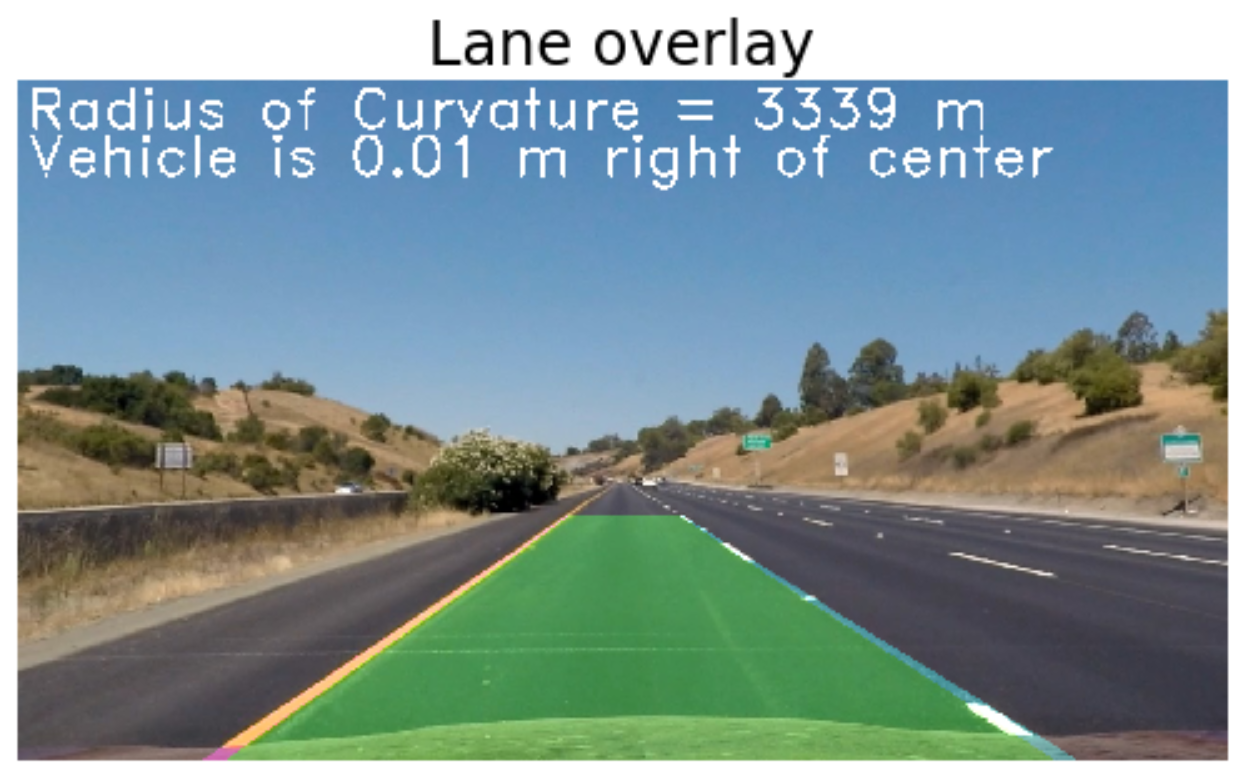 Lane overlay
Radius of Curvature = 3339 m
Vehicle is 0.01 m right of center